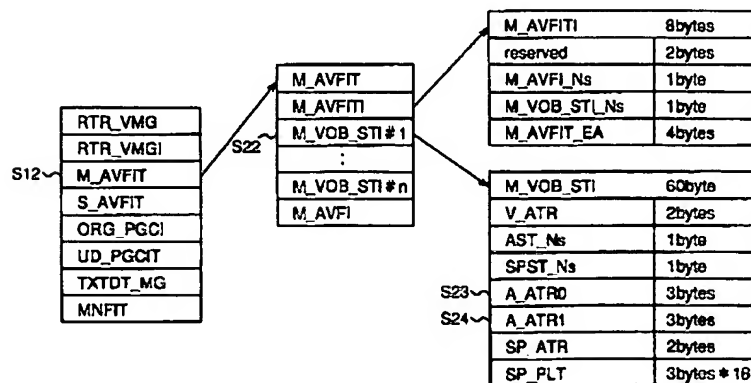 RTR_VMG
RTR_VMGI
S12 M_AVFIT
S_AVFIT
ORG_PGCI
UD_PGCIT
TXTDT_MG
MNFIT
M_AVFIT
M_AVFITI
S22 M_VOB_STI#1
:
M_VOB_STI#n
M_AVFI
M_AVFITI 8bytes
reserved 2bytes
M_AVFI_Ns 1byte
M_VOB_STI_Ns 1byte
M_AVFIT_EA 4bytes
M_VOB_STI 60byte
V_ATR 2bytes
AST_Ns 1byte
SPST_Ns 1byte
S23 A_ATR0 3bytes
S24 A_ATR1 3bytes
SP_ATR 2bytes
SP_PLT 3bytes*16